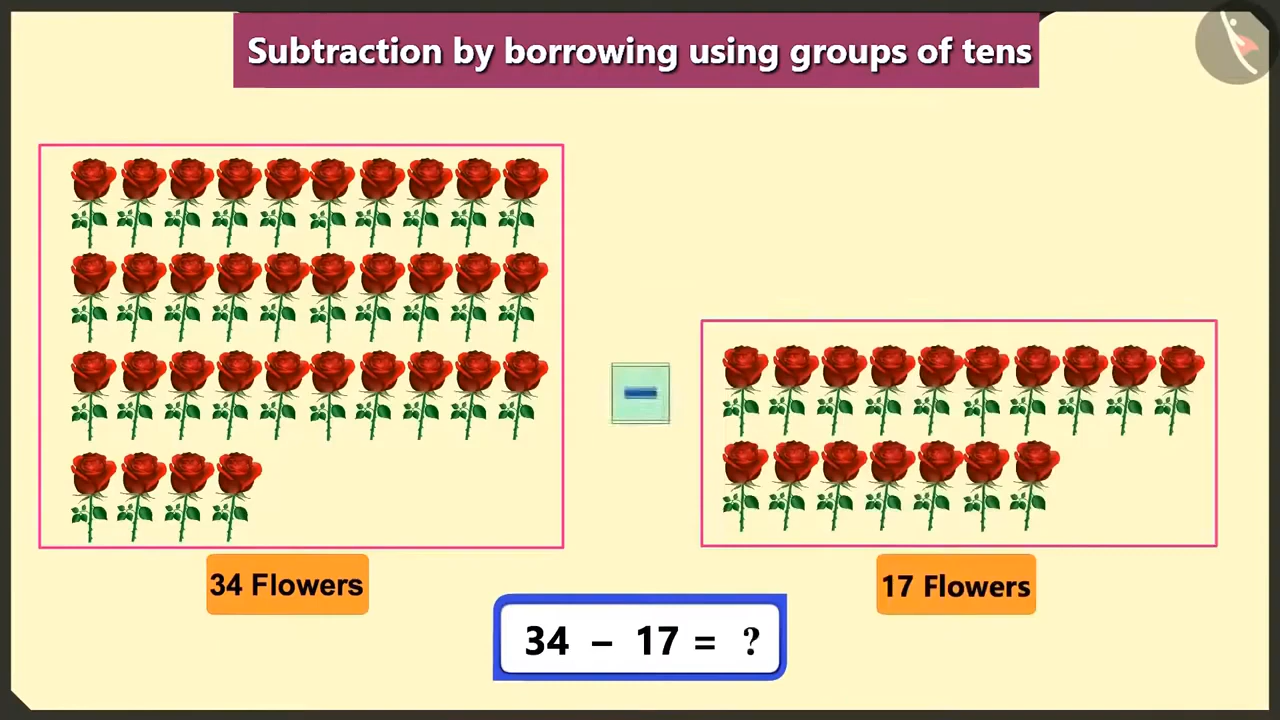 Subtraction by borrowing using groups of tens
34 Flowers
17 Flowers
34 – 17 = ?